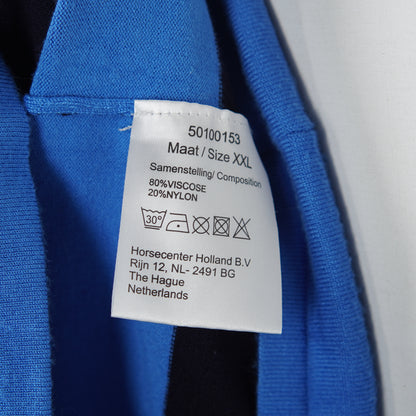 50100153
Maat / Size XXL
Samenstelling/ Composition
80%VISCOSE
20%NYLON
30°
Horsecenter Holland B.V
Rijn 12, NL- 2491 BG
The Hague
Netherlands